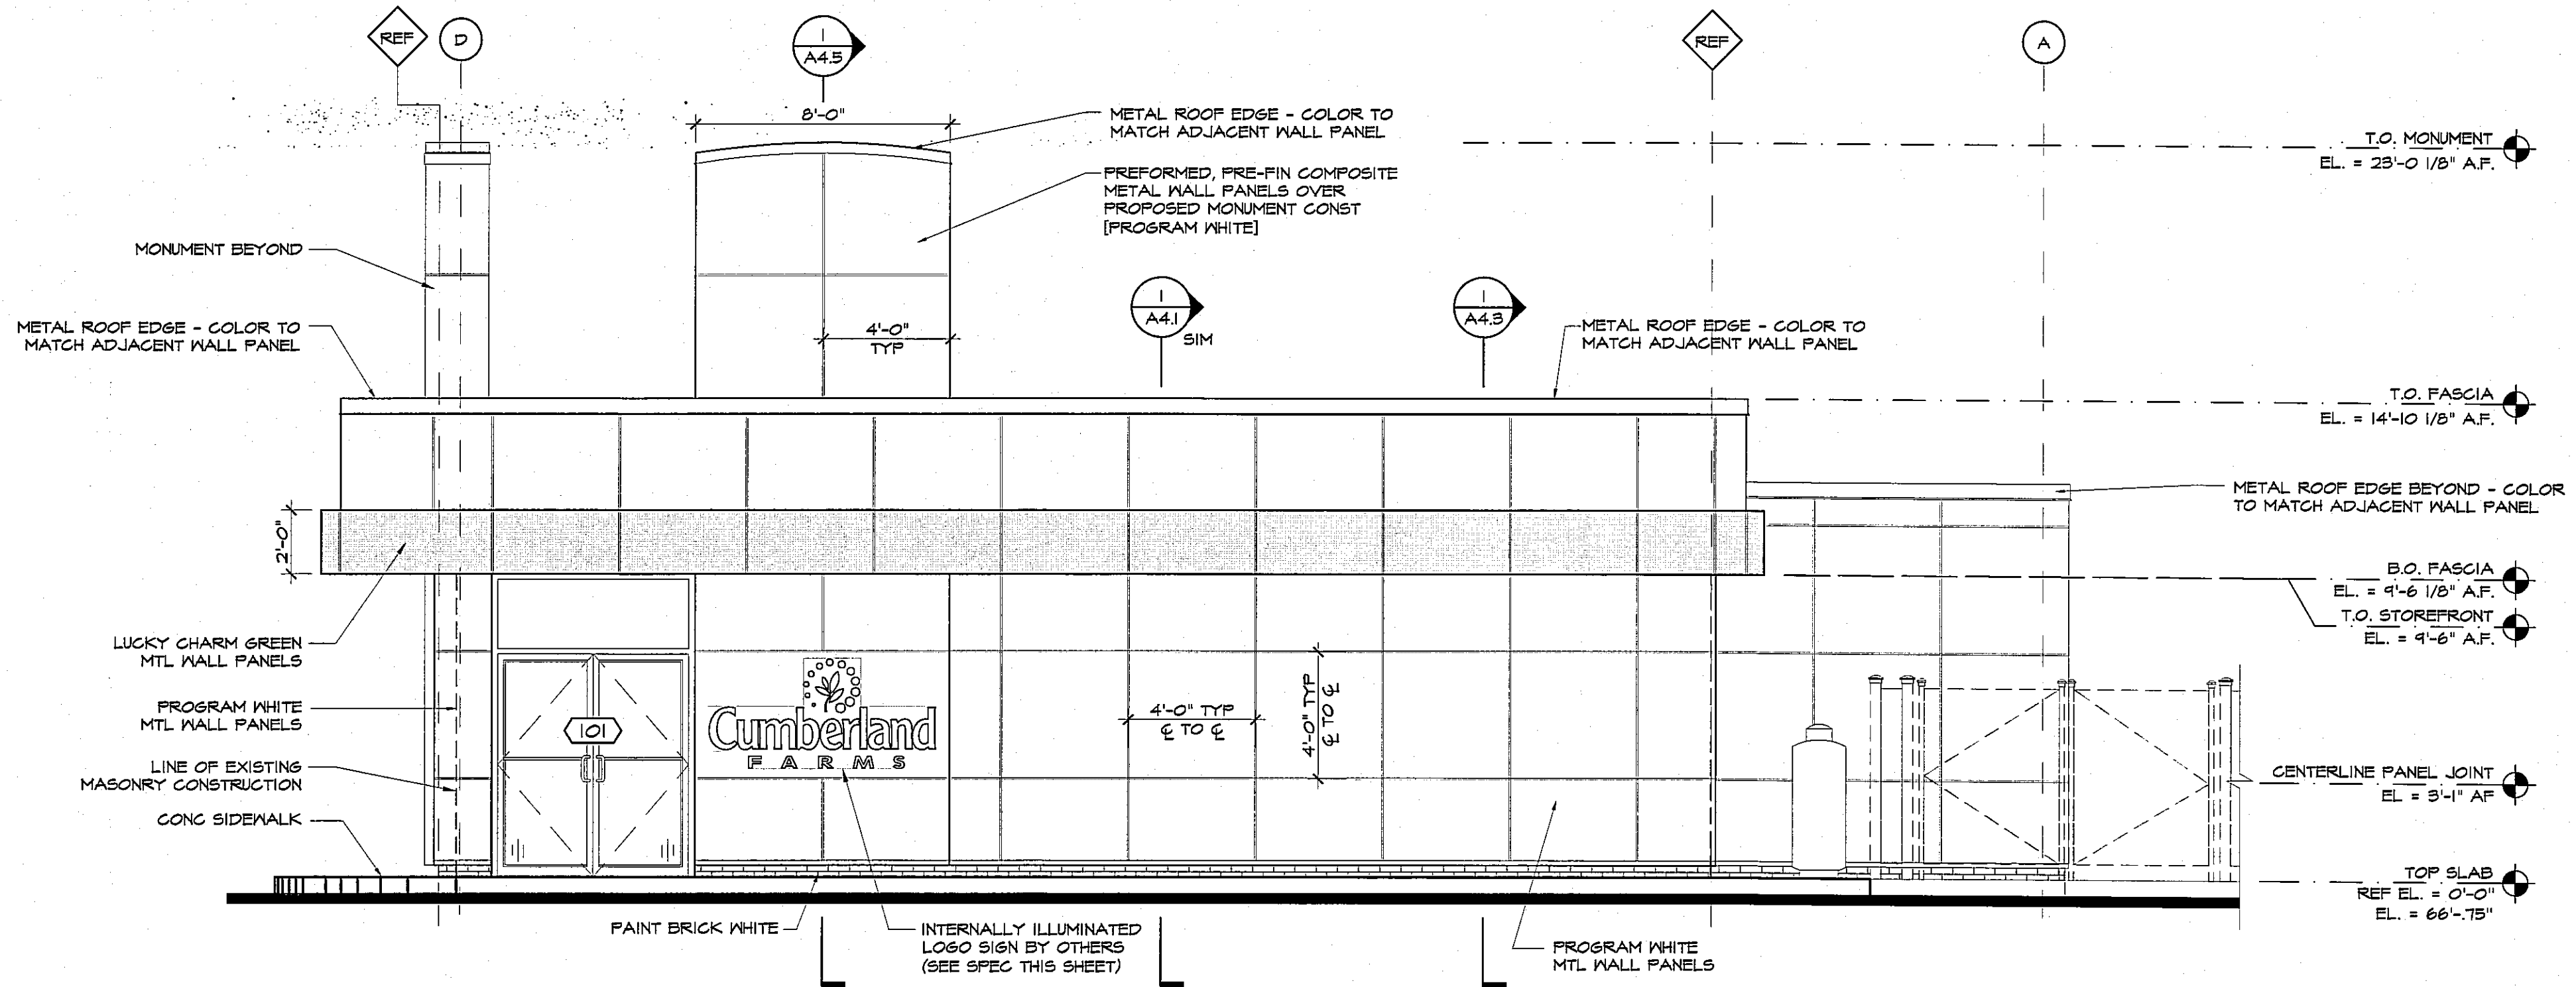 REF
D
1
A4.5
REF
A
8'-0"
METAL ROOF EDGE - COLOR TO
MATCH ADJACENT WALL PANEL
T.O. MONUMENT
EL. = 23'-0 1/8" A.F.
PREFORMED, PRE-FIN COMPOSITE
METAL WALL PANELS OVER
PROPOSED MONUMENT CONST
[PROGRAM WHITE]
MONUMENT BEYOND
METAL ROOF EDGE - COLOR TO
MATCH ADJACENT WALL PANEL
4'-0"
TYP
1
A4.1
SIM
1
A4.3
METAL ROOF EDGE - COLOR TO
MATCH ADJACENT WALL PANEL
T.O. FASCIA
EL. = 14'-10 1/8" A.F.
METAL ROOF EDGE BEYOND - COLOR
TO MATCH ADJACENT WALL PANEL
2'-0"
B.O. FASCIA
EL. = 9'-6 1/8" A.F.
T.O. STOREFRONT
EL. = 9'-6" A.F.
LUCKY CHARM GREEN
MTL WALL PANELS
PROGRAM WHITE
MTL WALL PANELS
101
Cumberland
FARMS
4'-0" TYP
℄ TO ℄
4'-0" TYP
℄ TO ℄
LINE OF EXISTING
MASONRY CONSTRUCTION
CENTERLINE PANEL JOINT
EL = 3'-1" AF
CONC SIDEWALK
TOP SLAB
REF EL. = 0'-0"
EL. = 66'-.75"
PAINT BRICK WHITE
INTERNALLY ILLUMINATED
LOGO SIGN BY OTHERS
(SEE SPEC THIS SHEET)
PROGRAM WHITE
MTL WALL PANELS